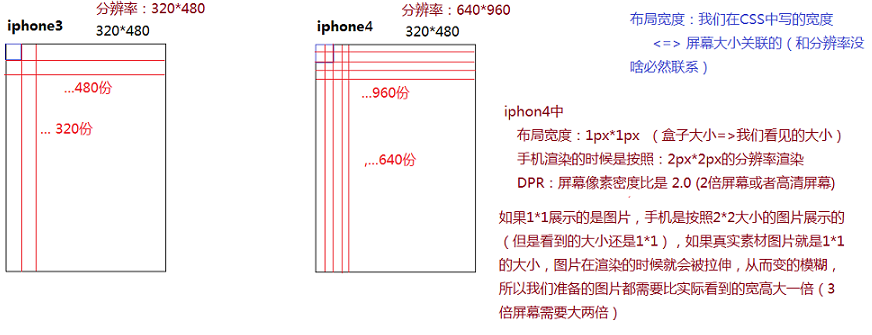 分辨率：320*480
iphone3
320*480
...480份
... 320份
分辨率：640*960
iphone4
320*480
...960份
,...640份
布局宽度：我们在CSS中写的宽度
<=> 屏幕大小关联的（和分辨率没
啥必然联系）
iphon4中
布局宽度：1px*1px （盒子大小=>我们看见的大小）
手机渲染的时候是按照：2px*2px的分辨率渲染
DPR：屏幕像素密度比是 2.0 (2倍屏幕或者高清屏幕)
如果1*1展示的是图片，手机是按照2*2大小的图片展示的
（但是看到的大小还是1*1），如果真实素材图片就是1*1
的大小，图片在渲染的时候就会被拉伸，从而变的模糊，
所以我们准备的图片都需要比实际看到的宽高大一倍（3
倍屏幕需要大两倍）